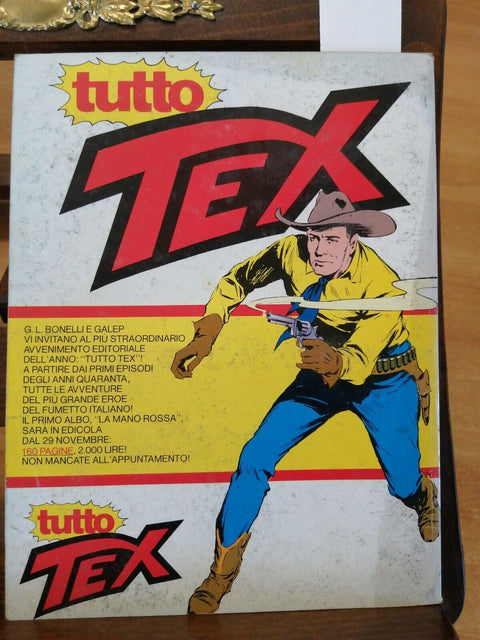 tutto
TEX
G. L. BONELLI E GALEP
VI INVITANO AL PIÙ STRAORDINARIO
AVVENIMENTO EDITORIALE
DELL'ANNO: "TUTTO TEX"!
A PARTIRE DAI PRIMI EPISODI
DEGLI ANNI QUARANTA,
TUTTE LE AVVENTURE
DEL PIÙ GRANDE EROE
DEL FUMETTO ITALIANO!
IL PRIMO ALBO, "LA MANO ROSSA",
SARÀ IN EDICOLA
DAL 29 NOVEMBRE:
160 PAGINE, 2.000 LIRE!
NON MANCATE ALL'APPUNTAMENTO!
tutto
TEX